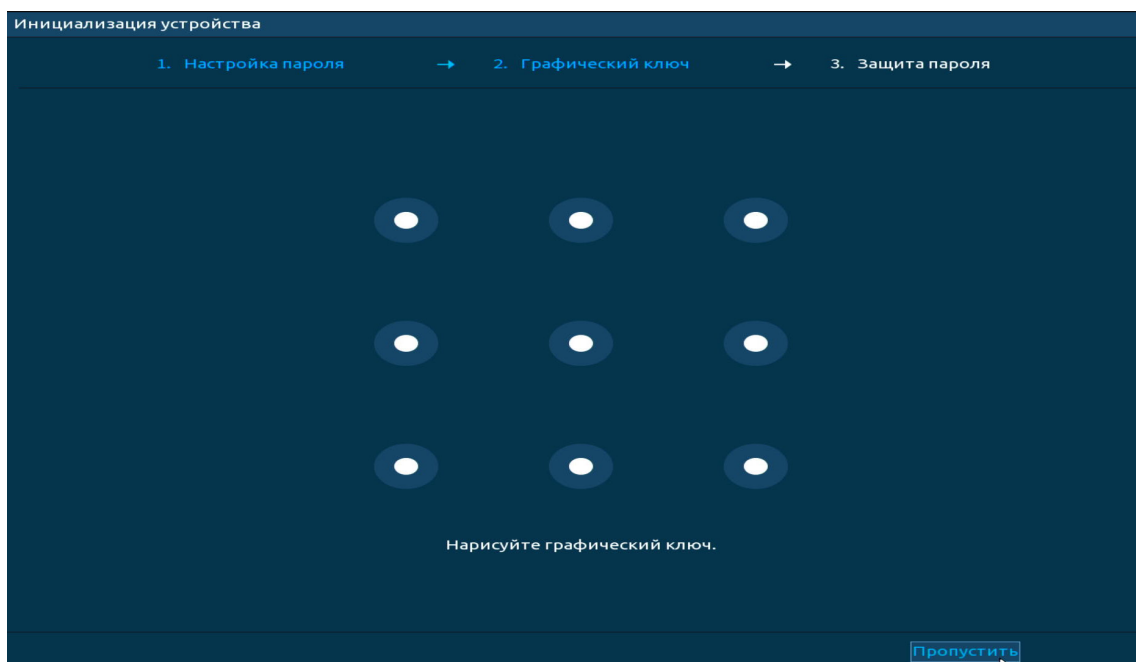 Инициализация устройства
1. Настройка пароля → 2. Графический ключ → 3. Защита пароля
Нарисуйте графический ключ.
Пропустить